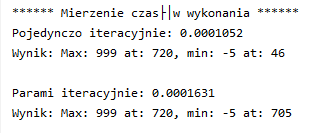 ****** Mierzenie czas├│w wykonania ******
Pojedynczo iteracyjnie: 0.0001052
Wynik: Max: 999 at: 720, min: -5 at: 46
Parami iteracyjnie: 0.0001631
Wynik: Max: 999 at: 720, min: -5 at: 705